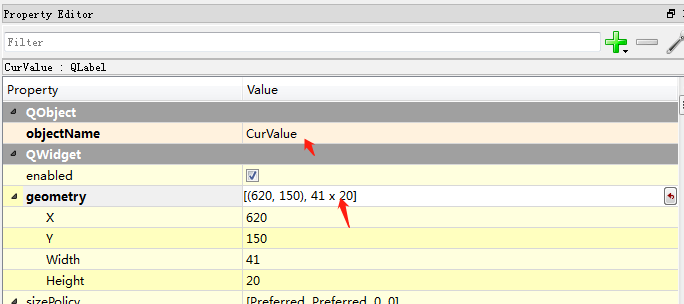 Property Editor
Filter
CurValue : QLabel
Property Value
QObject
objectName CurValue
QWidget
enabled
geometry [(620, 150), 41 x 20]
X 620
Y 150
Width 41
Height 20
sizePolicy [Preferred, Preferred, 0, 0]